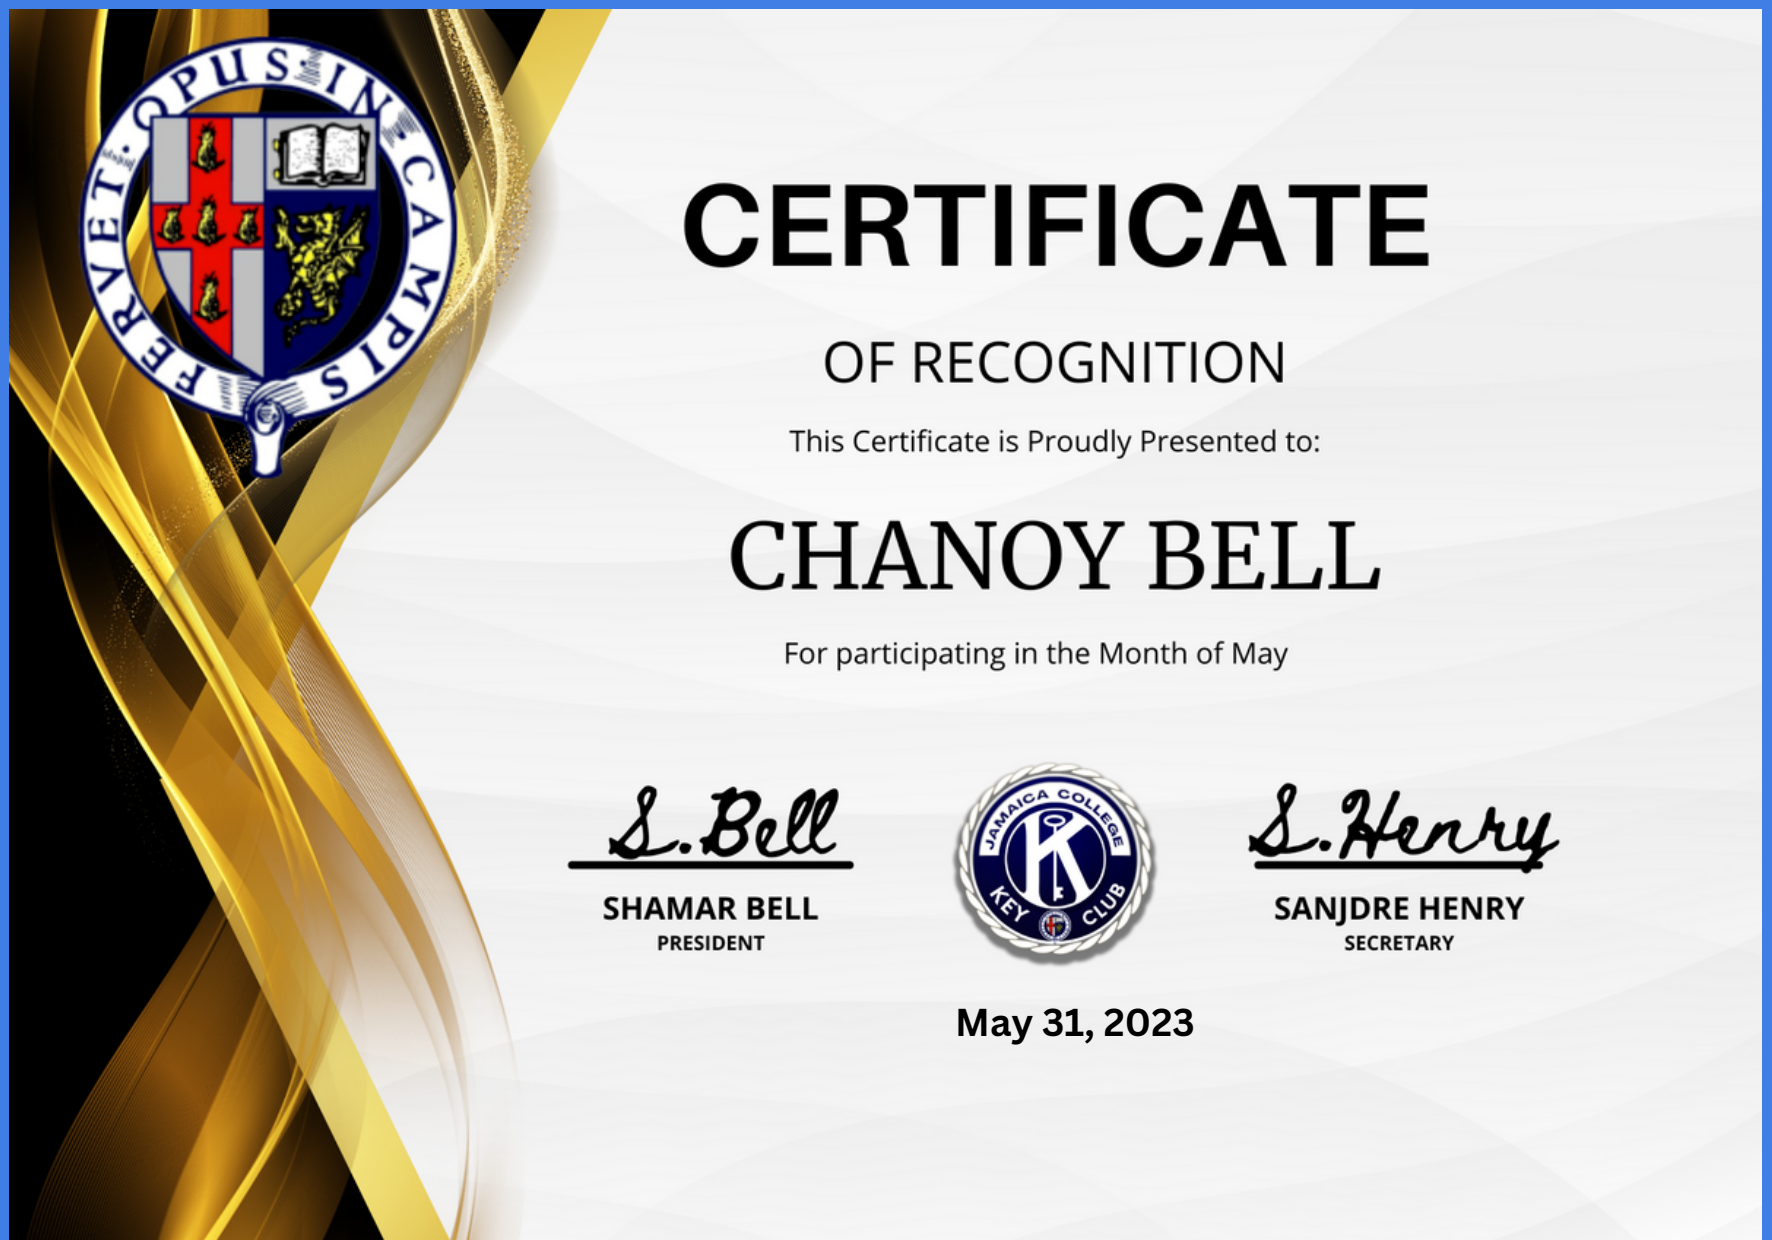 FERVET · OPUS · IN · CAMPIS
CERTIFICATE
OF RECOGNITION
This Certificate is Proudly Presented to:
CHANOY BELL
For participating in the Month of May
S.Bell
SHAMAR BELL
PRESIDENT
JAMAICA COLLEGE
K
KEY CLUB
S.Henry
SANJDRE HENRY
SECRETARY
May 31, 2023